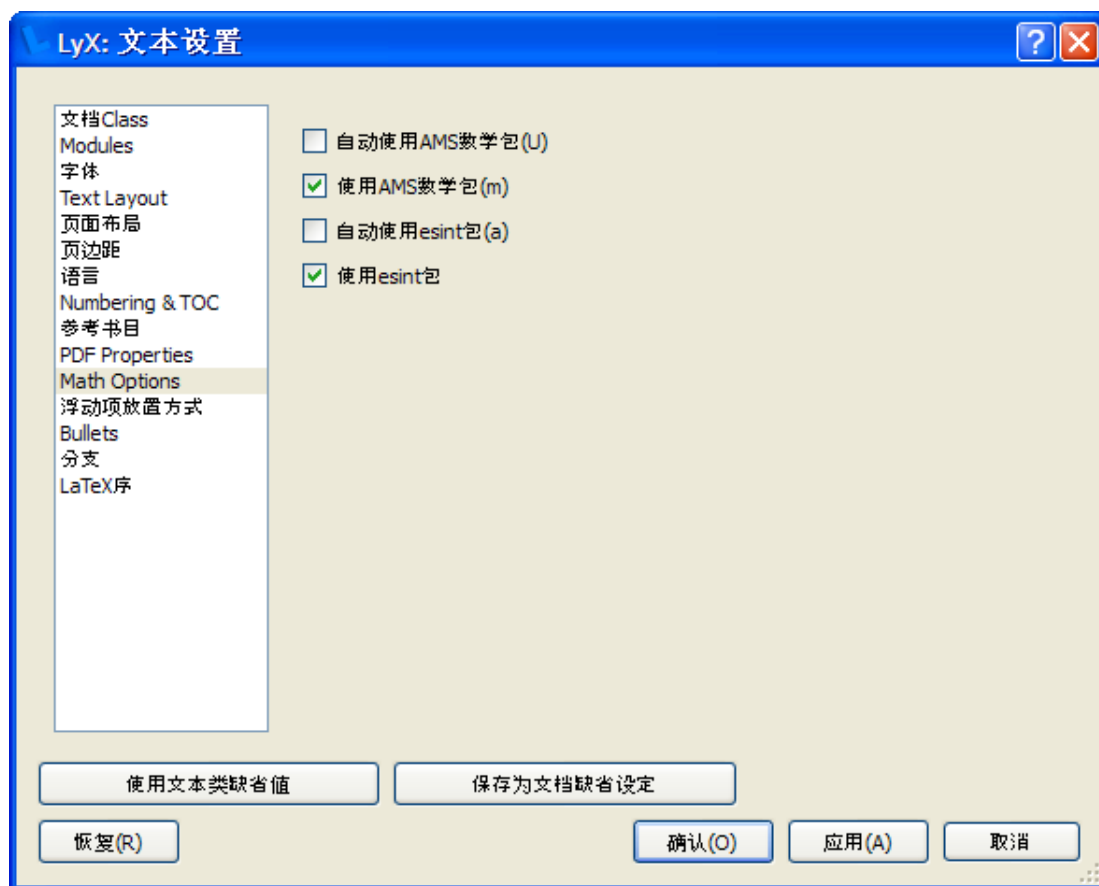 LyX: 文本设置
文档Class
Modules
字体
Text Layout
页面布局
页边距
语言
Numbering & TOC
参考书目
PDF Properties
Math Options
浮动项放置方式
Bullets
分支
LaTeX序
自动使用AMS数学包(U)
使用AMS数学包(m)
自动使用esint包(a)
使用esint包
使用文本类缺省值
保存为文档缺省设定
恢复(R)
确认(O)
应用(A)
取消